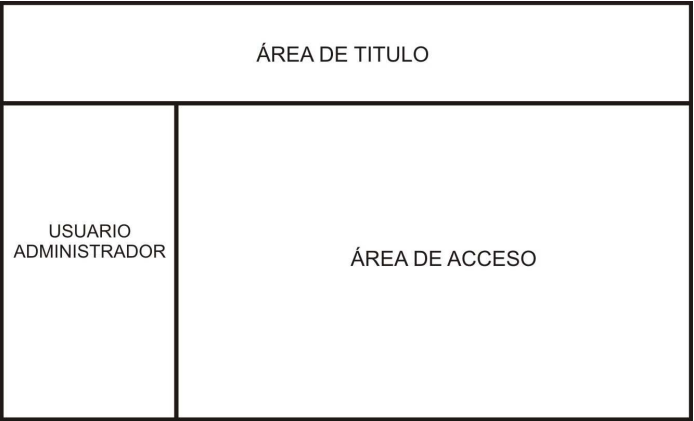 ÁREA DE TITULO
USUARIO
ADMINISTRADOR
ÁREA DE ACCESO